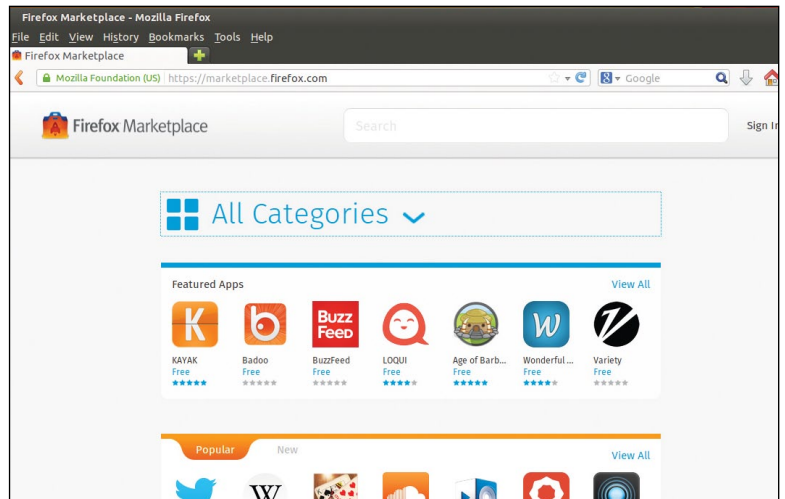 Firefox Marketplace - Mozilla Firefox
File Edit View History Bookmarks Tools Help
Firefox Marketplace
Mozilla Foundation (US) https://marketplace.firefox.com Google
Firefox Marketplace Search Sign In
All Categories
Featured Apps View All
K b Buzz FeeD W V
KAYAK Badoo BuzzFeed LOQUI Age of Barb... Wonderful ... Variety
Free Free Free Free Free Free Free
Popular New View All
W